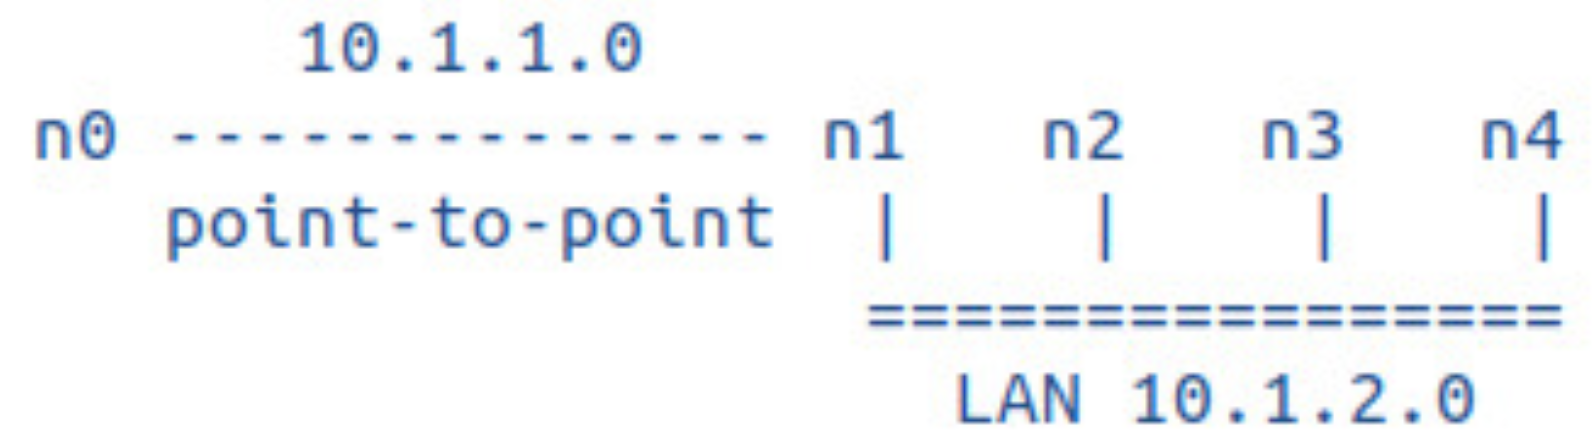 10.1.1.0
n0 -------------- n1 n2 n3 n4
point-to-point | | | |
================
LAN 10.1.2.0